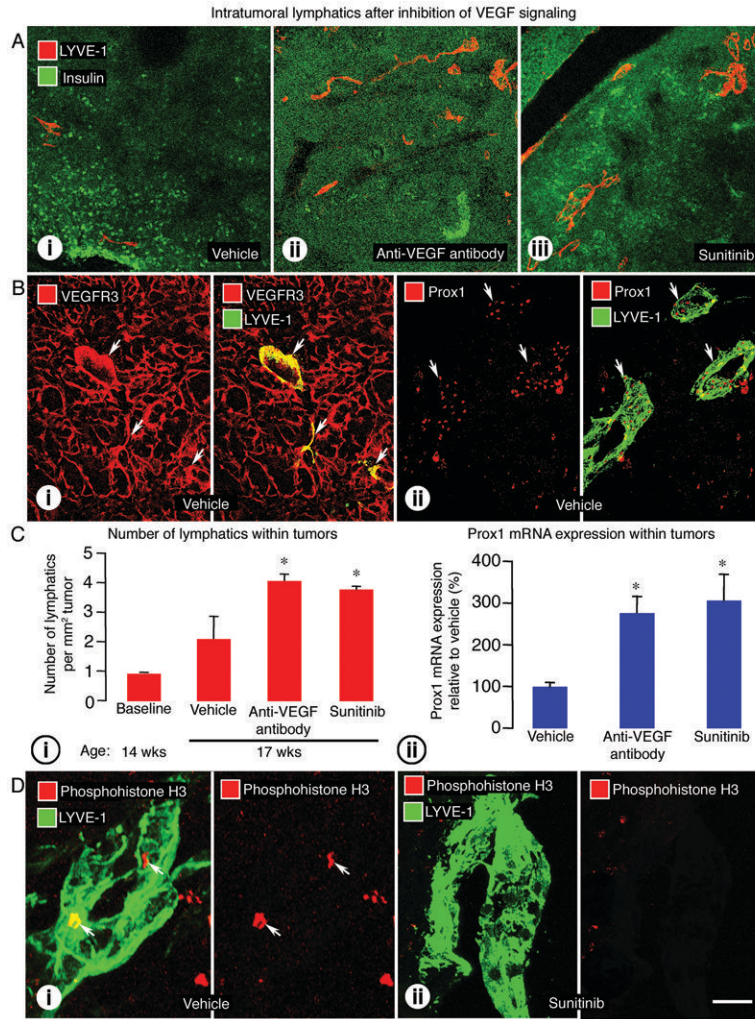 Intratumoral lymphatics after inhibition of VEGF signaling
A
LYVE-1
Insulin
i
Vehicle
ii
Anti-VEGF antibody
iii
Sunitinib
B
VEGFR3
VEGFR3
LYVE-1
i
Vehicle
Prox1
Prox1
LYVE-1
ii
Vehicle
C
Number of lymphatics within tumors
Number of lymphatics
per mm² tumor
5
4
3
2
1
0
*
*
Baseline
Vehicle
Anti-VEGF
antibody
Sunitinib
i
Age: 14 wks
17 wks
Prox1 mRNA expression within tumors
Prox1 mRNA expression
relative to vehicle (%)
400
300
200
100
0
*
*
Vehicle
Anti-VEGF
antibody
Sunitinib
ii
D
Phosphohistone H3
LYVE-1
Phosphohistone H3
i
Vehicle
Phosphohistone H3
LYVE-1
Phosphohistone H3
ii
Sunitinib